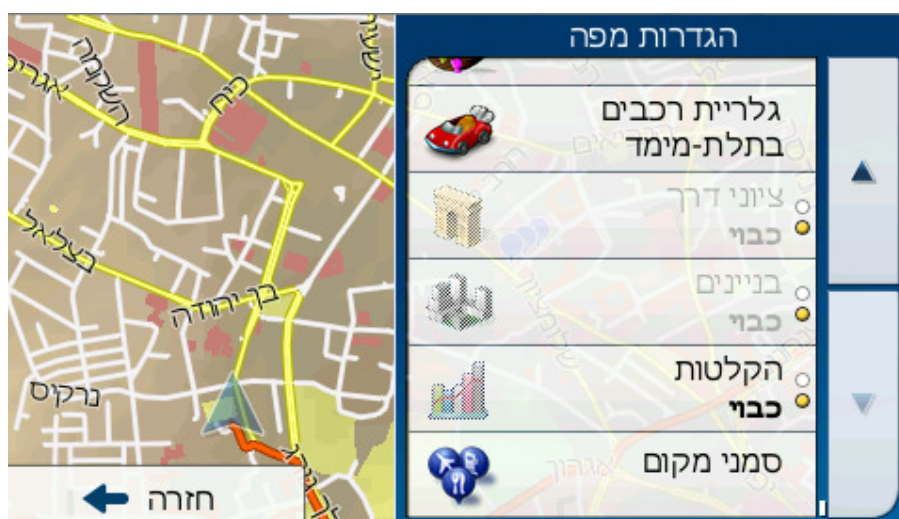 הגדרות מפה
גלריית רכבים
בתלת-מימד
ציוני דרך
כבוי
בניינים
כבוי
הקלטות
כבוי
סמני מקום
השקמה
כיח
בצלאל
בן יהודה
נרקיס
חזרה